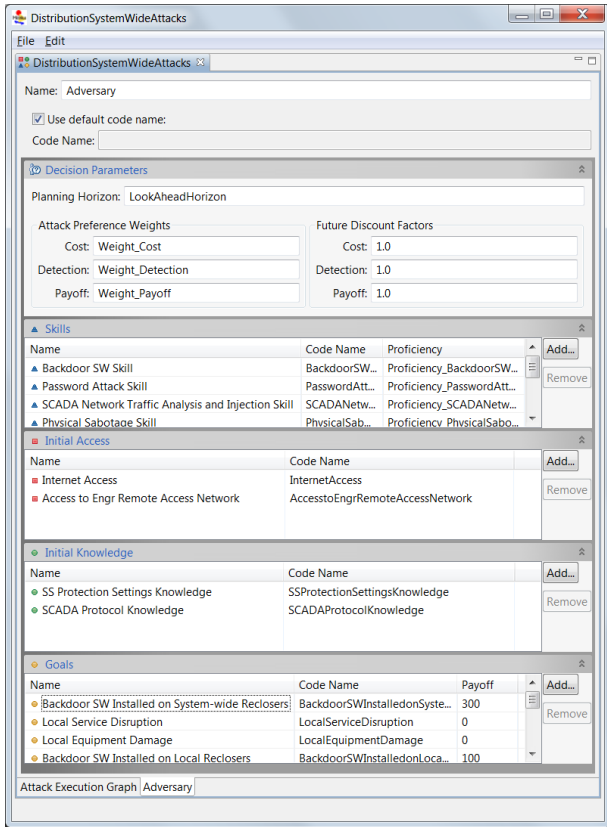 DistributionSystemWideAttacks
File Edit
DistributionSystemWideAttacks
Name: Adversary
Use default code name:
Code Name:
Decision Parameters
Planning Horizon: LookAheadHorizon
Attack Preference Weights Future Discount Factors
Cost: Weight_Cost Cost: 1.0
Detection: Weight_Detection Detection: 1.0
Payoff: Weight_Payoff Payoff: 1.0
Skills
Name Code Name Proficiency Add...
Backdoor SW Skill BackdoorSW... Proficiency_BackdoorSW...
Remove
Password Attack Skill PasswordAtt... Proficiency_PasswordAtt...
SCADA Network Traffic Analysis and Injection Skill SCADANetw... Proficiency_SCADANetw...
Physical Sabotage Skill PhysicalSab... Proficiency_PhysicalSabo...
Initial Access
Name Code Name Add...
Internet Access InternetAccess
Remove
Access to Engr Remote Access Network AccesstoEngrRemoteAccessNetwork
Initial Knowledge
Name Code Name Add...
SS Protection Settings Knowledge SSProtectionSettingsKnowledge
Remove
SCADA Protocol Knowledge SCADAProtocolKnowledge
Goals
Name Code Name Payoff Add...
Backdoor SW Installed on System-wide Reclosers BackdoorSWInstalledonSyste... 300
Remove
Local Service Disruption LocalServiceDisruption 0
Local Equipment Damage LocalEquipmentDamage 0
Backdoor SW Installed on Local Reclosers BackdoorSWInstalledonLoca... 100
Attack Execution Graph Adversary